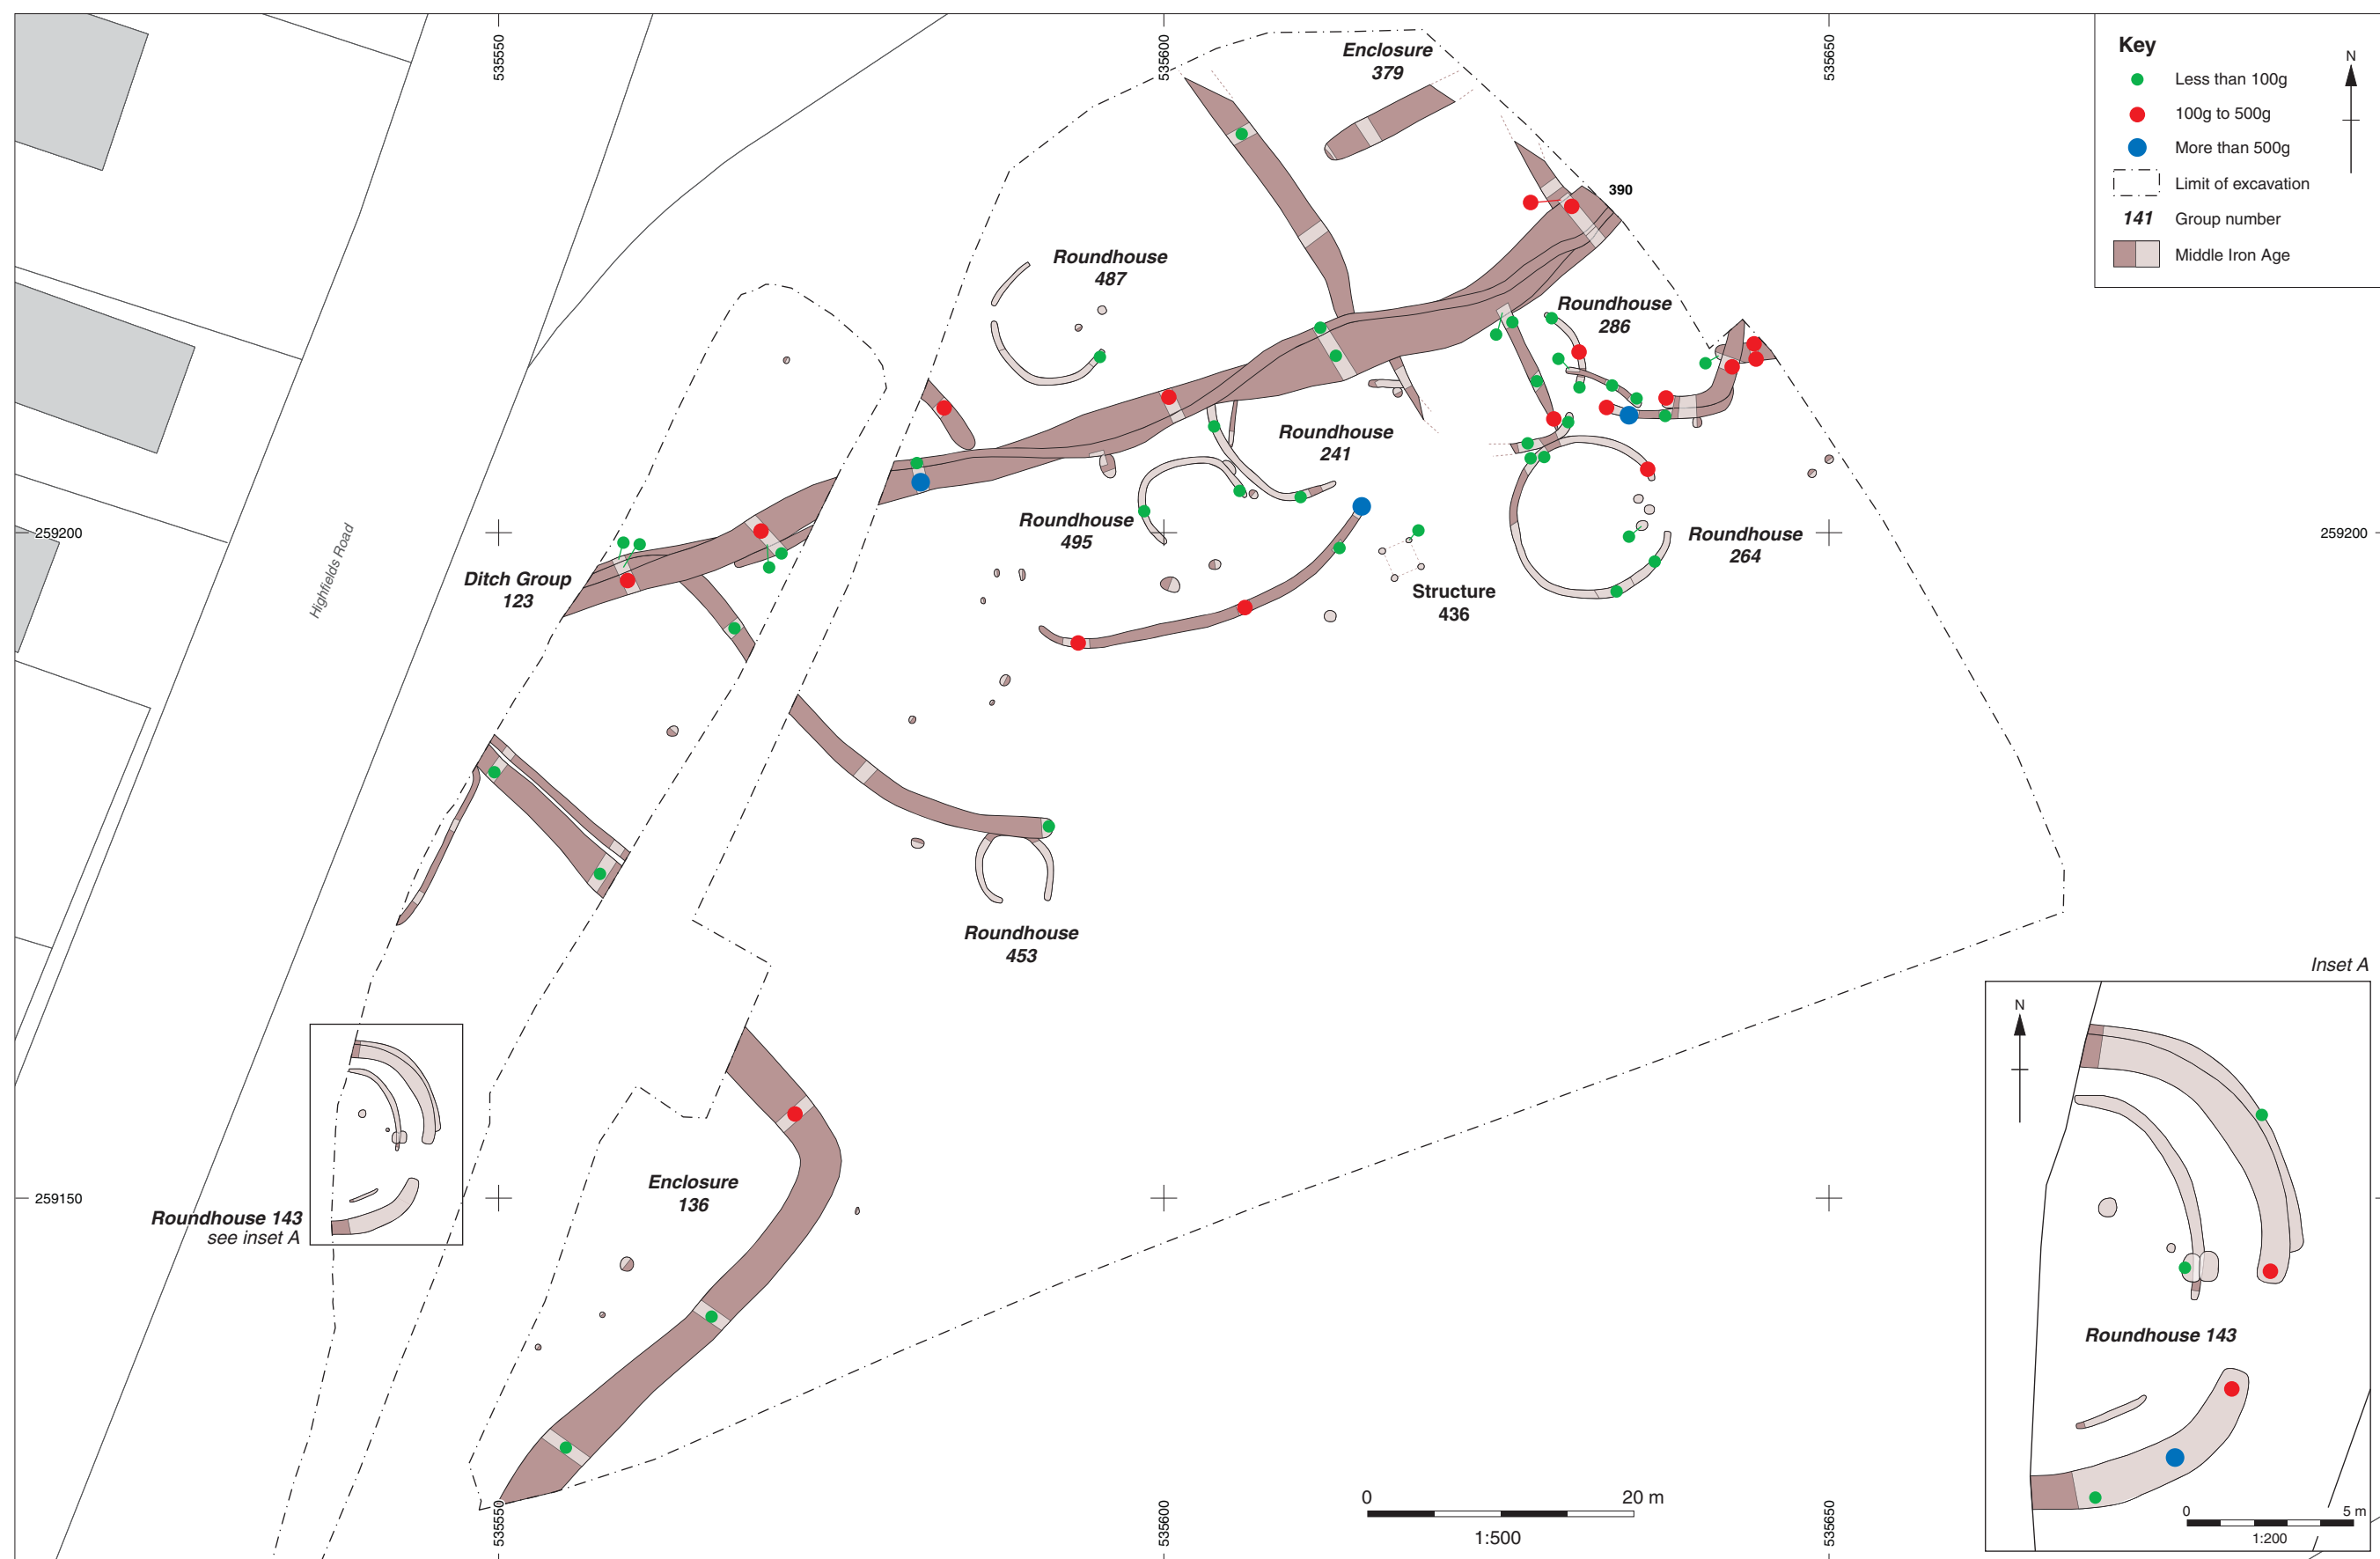 535550
535600
535650
Enclosure
379
Key
N
Less than 100g
100g to 500g
More than 500g
Limit of excavation
141 Group number
Middle Iron Age
390
Roundhouse
487
Roundhouse
286
Roundhouse
241
Roundhouse
495
Roundhouse
264
259200
259200
Highfields Road
Ditch Group
123
Structure
436
Roundhouse
453
Inset A
N
Enclosure
136
259150
Roundhouse 143
see inset A
Roundhouse 143
0 20 m
1:500
0 5 m
1:200
535550
535600
535650